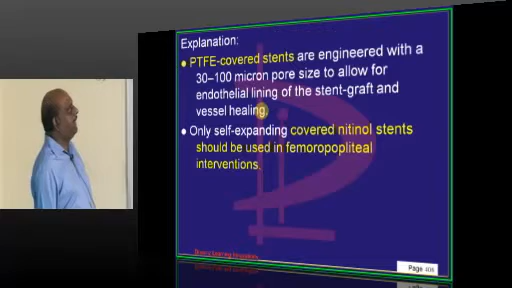 Explanation:
● PTFE-covered stents are engineered with a
30–100 micron pore size to allow for
endothelial lining of the stent-graft and
vessel healing.
● Only self-expanding covered nitinol stents
should be used in femoropopliteal
interventions.
Page 408